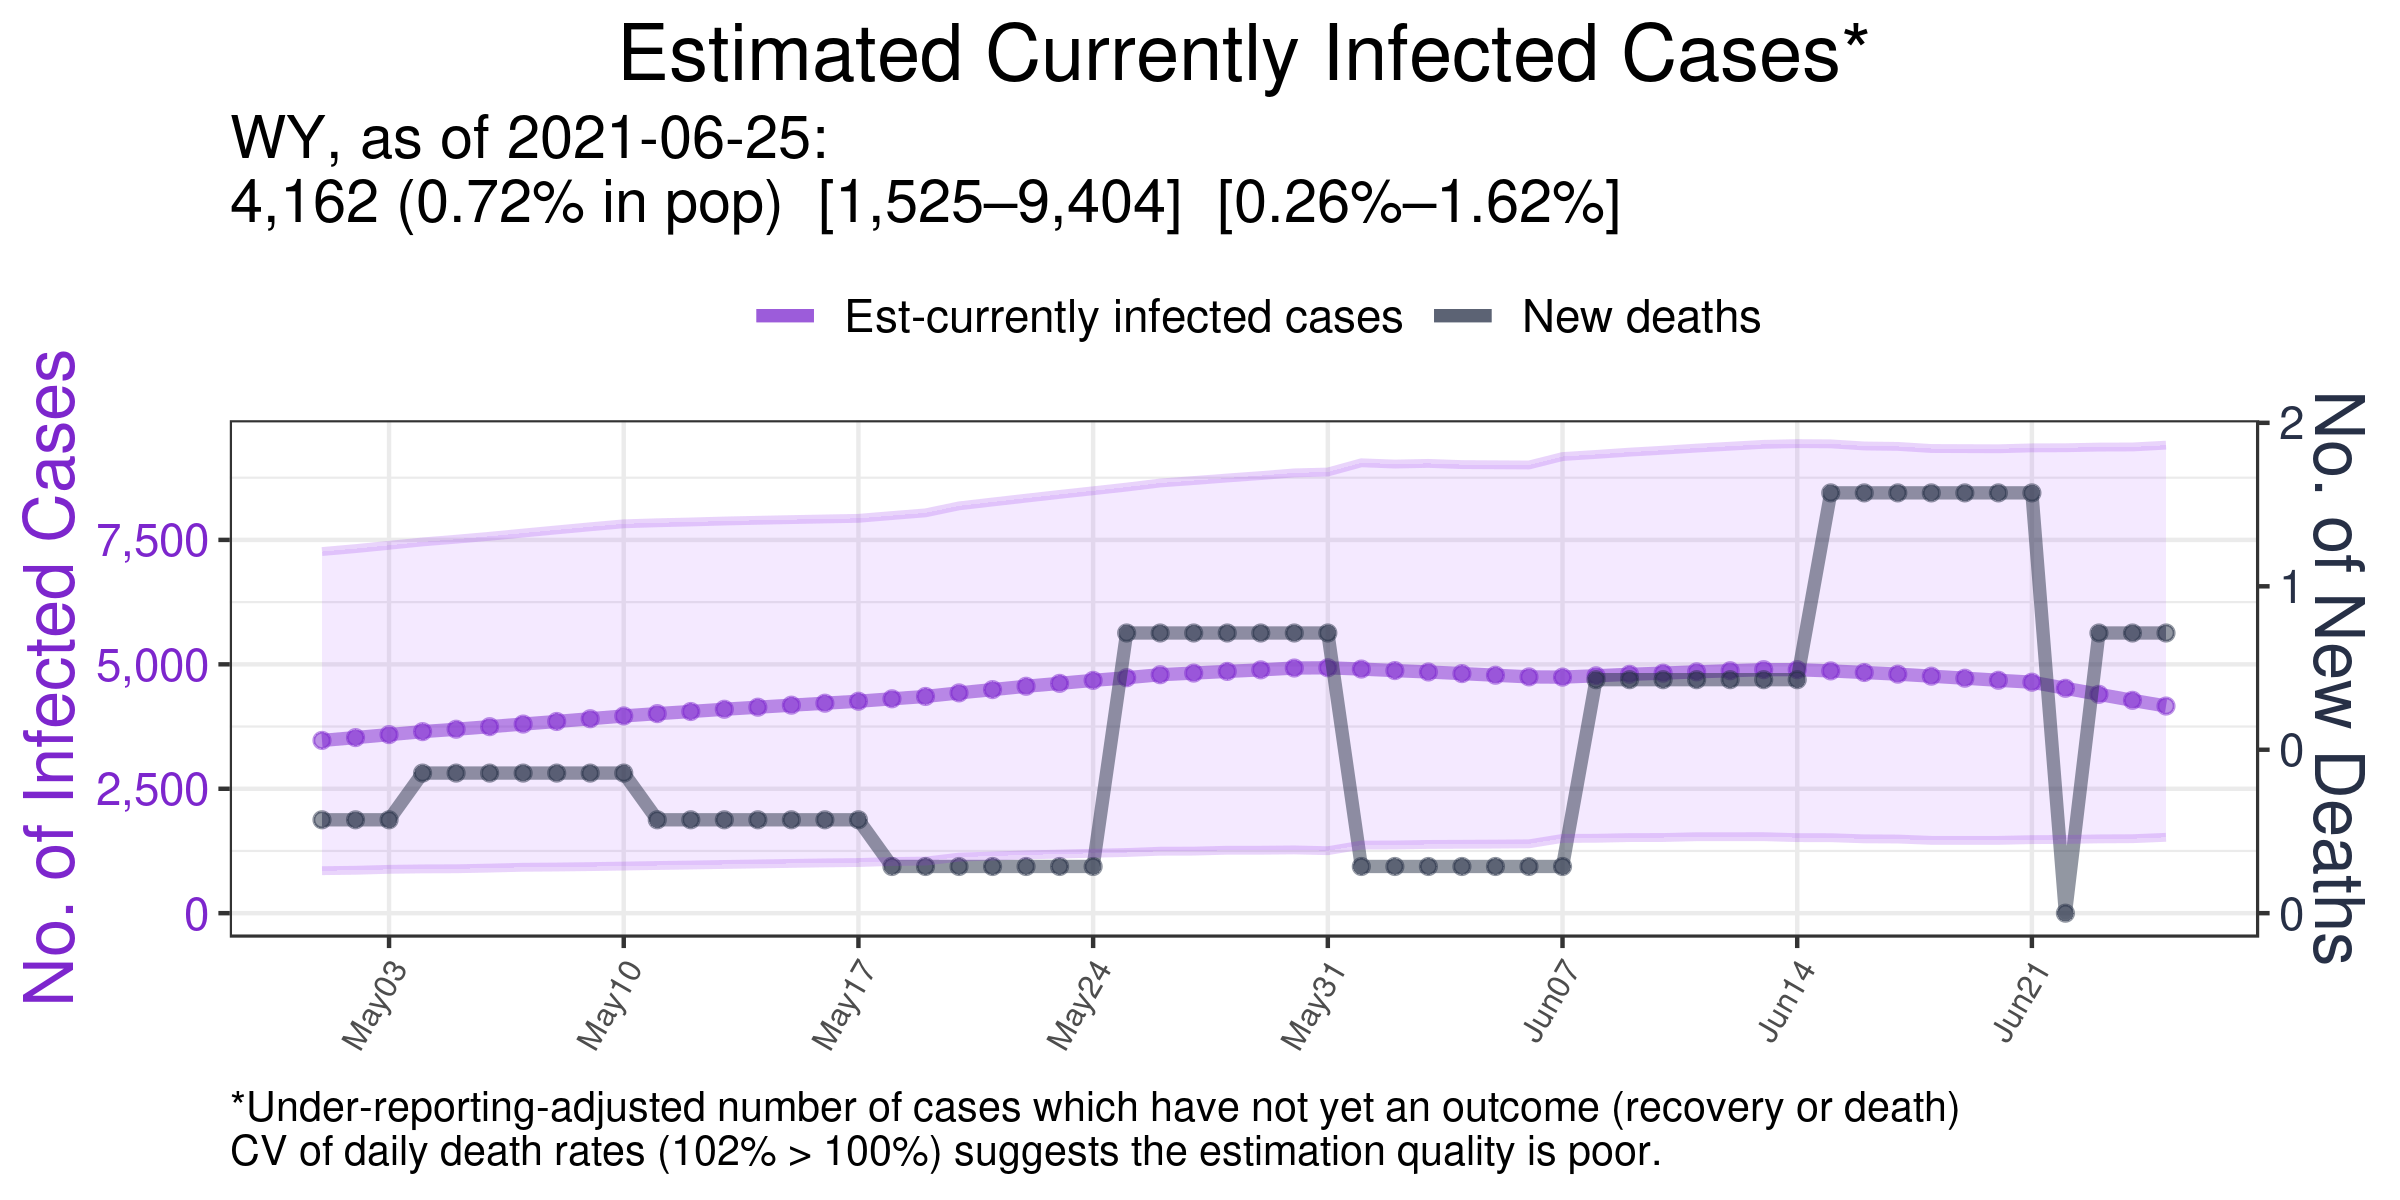 Estimated Currently Infected Cases*
WY, as of 2021-06-25:
4,162 (0.72% in pop)  [1,525–9,404]  [0.26%–1.62%]
Est-currently infected cases
New deaths
No. of Infected Cases
7,500
5,000
2,500
0
No. of New Deaths
2
1
0
0
May03
May10
May17
May24
May31
Jun07
Jun14
Jun21
*Under-reporting-adjusted number of cases which have not yet an outcome (recovery or death)
CV of daily death rates (102% > 100%) suggests the estimation quality is poor.